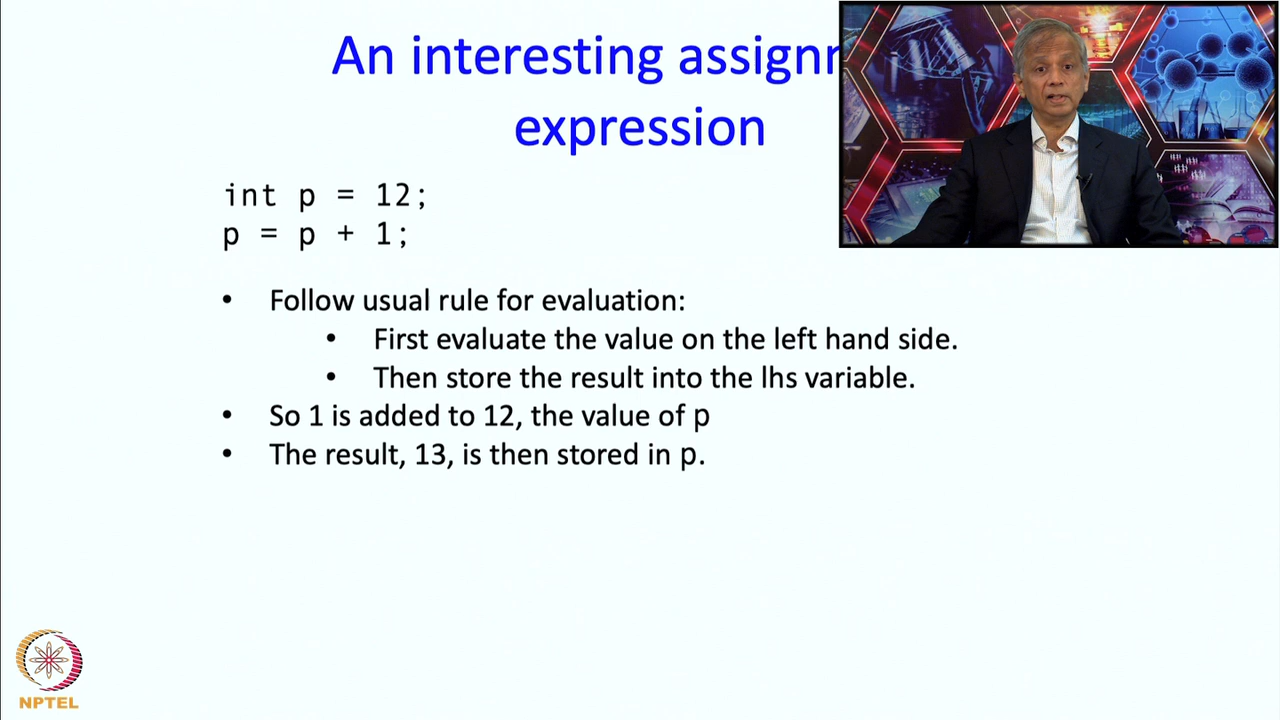 An interesting assignm
expression
int p = 12;
p = p + 1;
• Follow usual rule for evaluation:
• First evaluate the value on the left hand side.
• Then store the result into the lhs variable.
• So 1 is added to 12, the value of p
• The result, 13, is then stored in p.
NPTEL